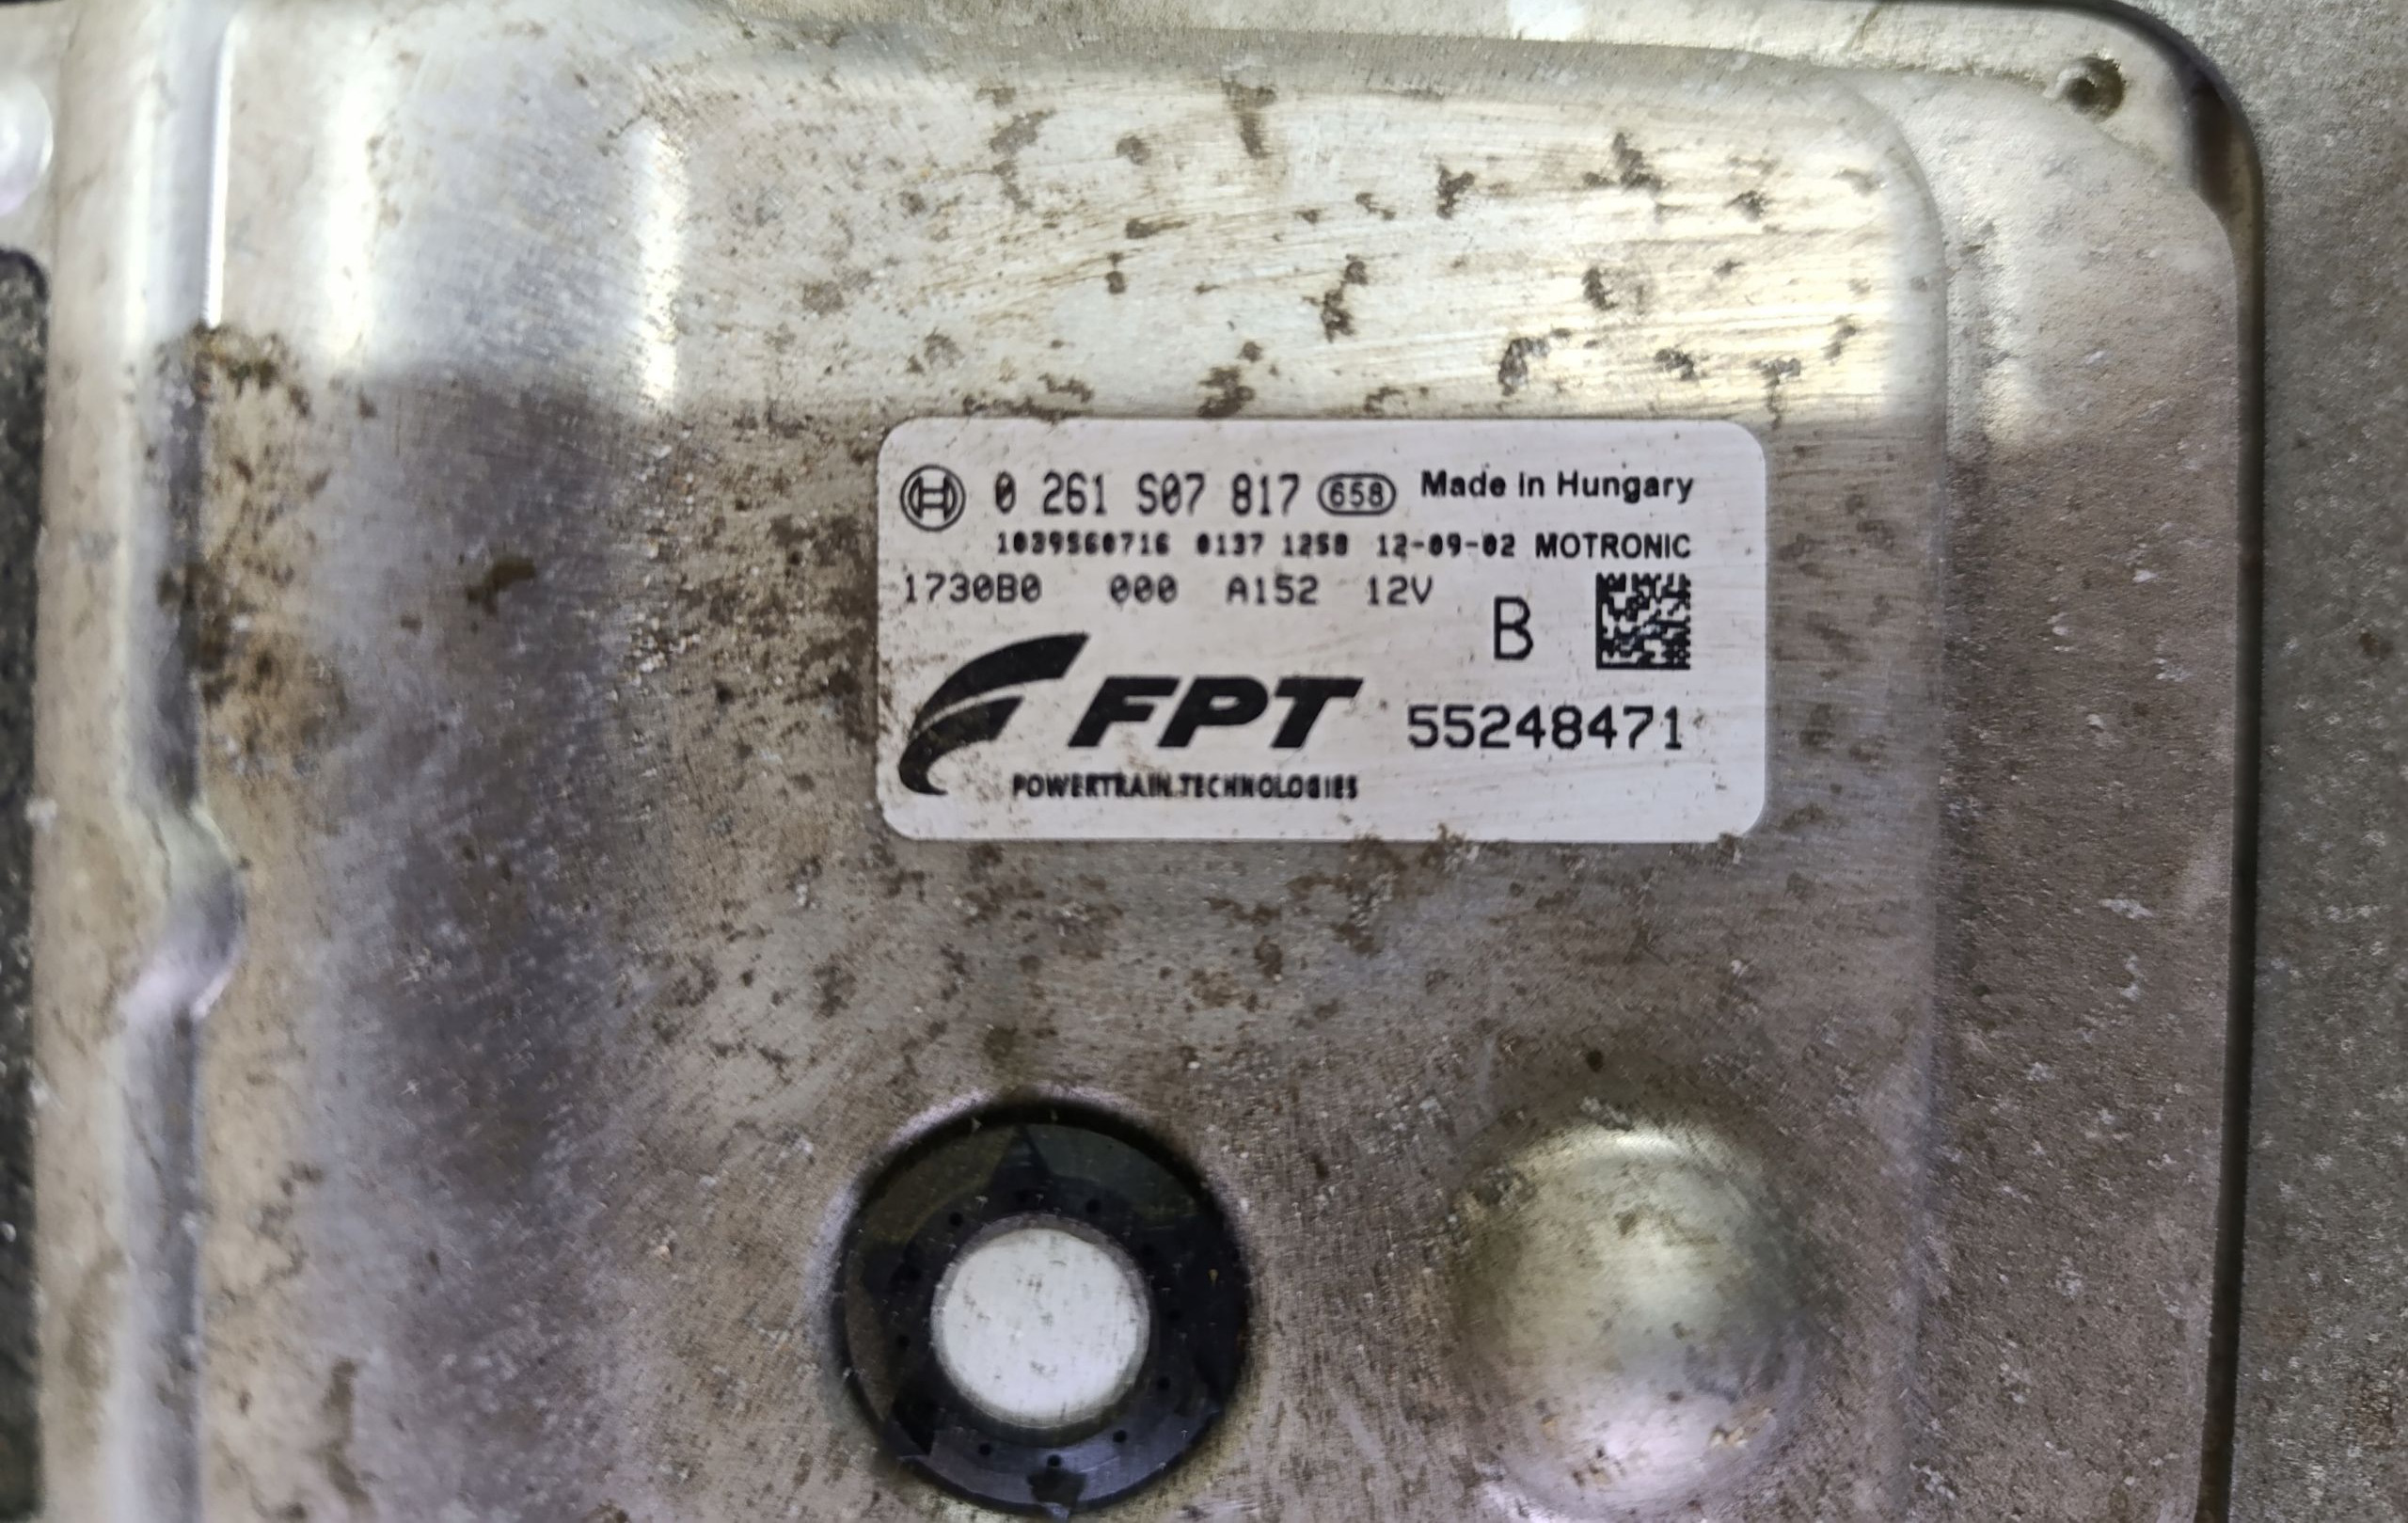 0 261 S07 817 658 Made in Hungary
1039S60716 0137 1258 12-09-02 MOTRONIC
1730B0 000 A152 12V
B
FPT 55248471
POWERTRAIN TECHNOLOGIES